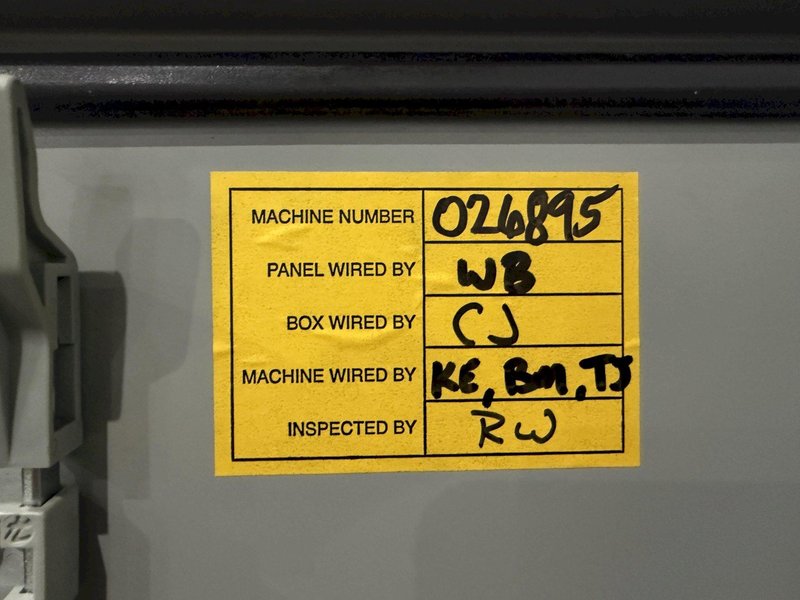 MACHINE NUMBER 026895
PANEL WIRED BY WB
BOX WIRED BY CJ
MACHINE WIRED BY KE, BM, TJ
INSPECTED BY RW